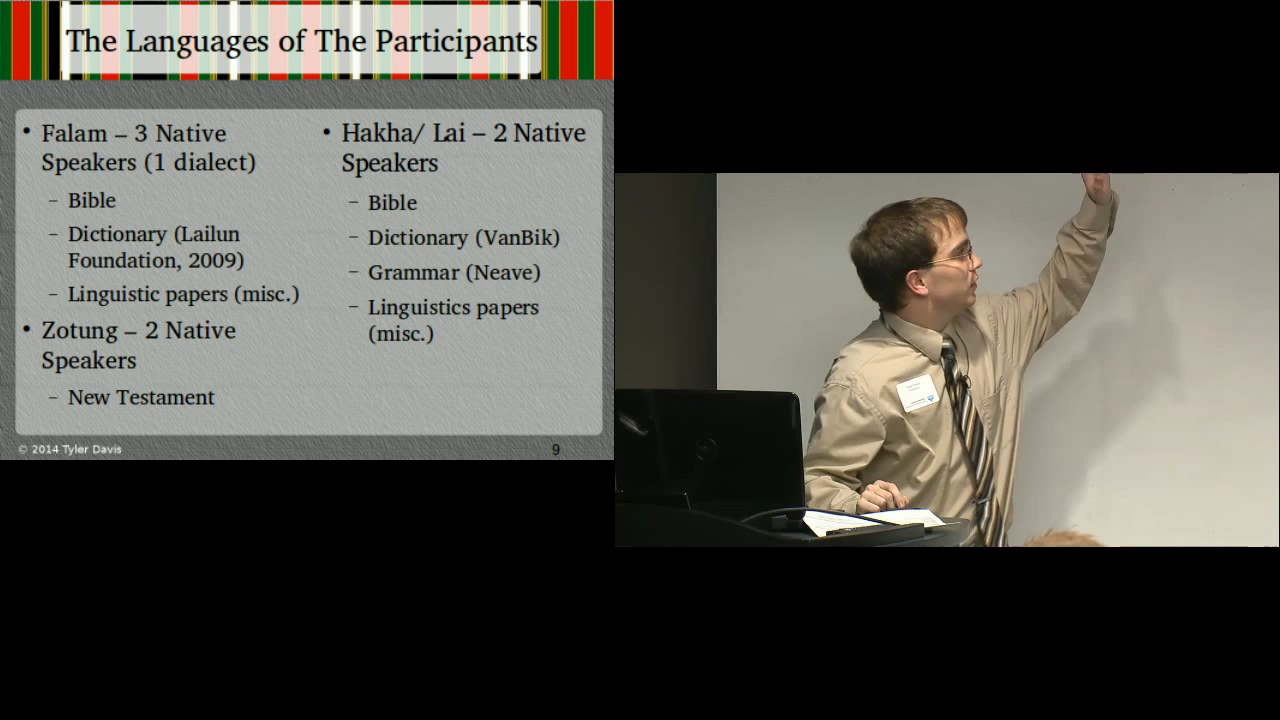 The Languages of The Participants
• Falam – 3 Native
Speakers (1 dialect)
– Bible
– Dictionary (Lailun
Foundation, 2009)
– Linguistic papers (misc.)
• Zotung – 2 Native
Speakers
– New Testament
• Hakha/ Lai – 2 Native
Speakers
– Bible
– Dictionary (VanBik)
– Grammar (Neave)
– Linguistics papers
(misc.)
© 2014 Tyler Davis
9